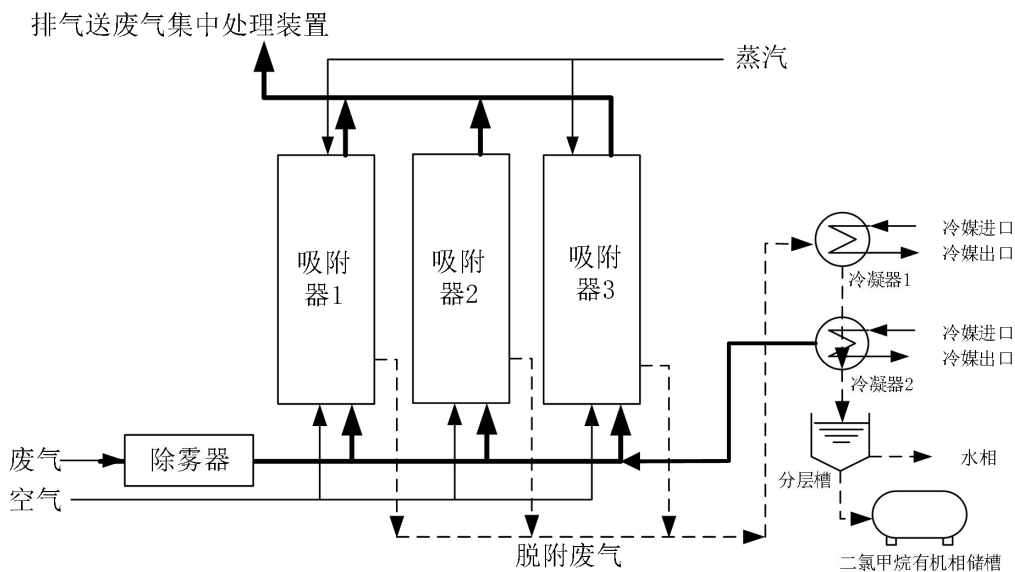 排气送废气集中处理装置
蒸汽
吸附
器1
吸附
器2
吸附
器3
冷媒进口
冷媒出口
冷凝器1
冷媒进口
冷媒出口
冷凝器2
废气
除雾器
空气
分层槽
水相
脱附废气
二氯甲烷有机相储槽